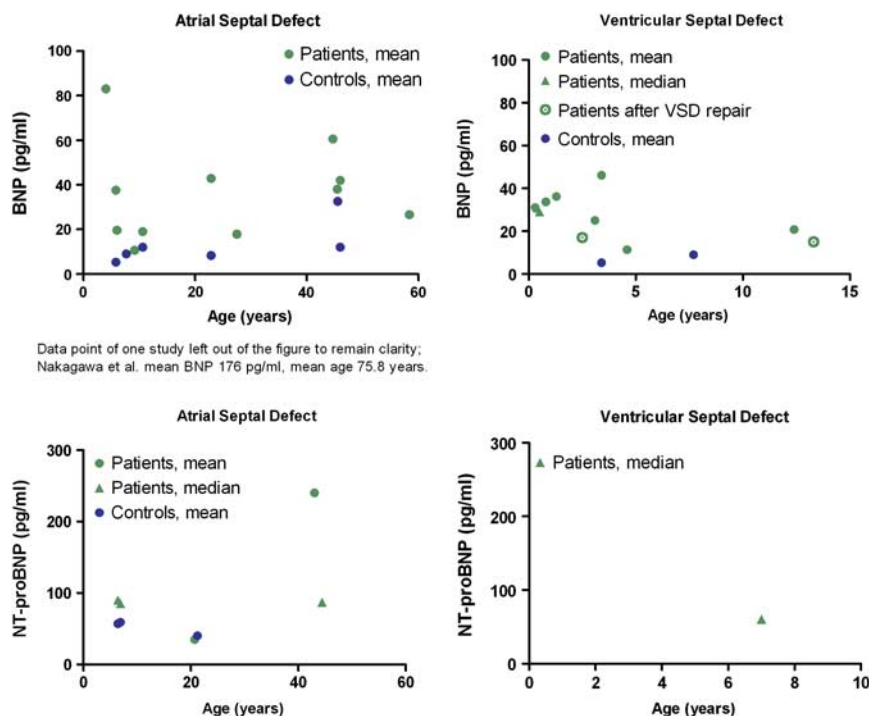 Atrial Septal Defect
100
80
60
40
20
0
BNP (pg/ml)
Patients, mean
Controls, mean
0 20 40 60
Age (years)
Data point of one study left out of the figure to remain clarity;
Nakagawa et al. mean BNP 176 pg/ml, mean age 75.8 years.
Ventricular Septal Defect
100
80
60
40
20
0
BNP (pg/ml)
Patients, mean
Patients, median
Patients after VSD repair
Controls, mean
0 5 10 15
Age (years)
Atrial Septal Defect
300
200
100
0
NT-proBNP (pg/ml)
Patients, mean
Patients, median
Controls, mean
0 20 40 60
Age (years)
Ventricular Septal Defect
300
200
100
0
NT-proBNP (pg/ml)
Patients, median
0 2 4 6 8 10
Age (years)